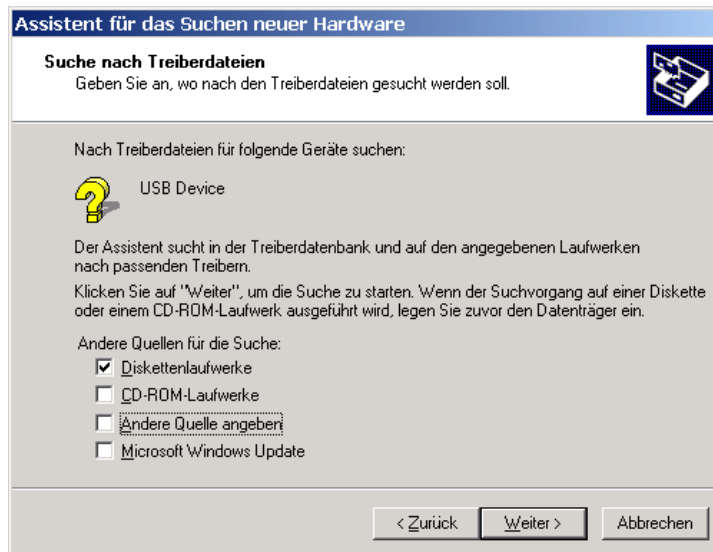 Assistent für das Suchen neuer Hardware
Suche nach Treiberdateien
Geben Sie an, wo nach den Treiberdateien gesucht werden soll.
Nach Treiberdateien für folgende Geräte suchen:
USB Device
Der Assistent sucht in der Treiberdatenbank und auf den angegebenen Laufwerken
nach passenden Treibern.
Klicken Sie auf "Weiter", um die Suche zu starten. Wenn der Suchvorgang auf einer Diskette
oder einem CD-ROM-Laufwerk ausgeführt wird, legen Sie zuvor den Datenträger ein.
Andere Quellen für die Suche:
Diskettenlaufwerke
CD-ROM-Laufwerke
Andere Quelle angeben
Microsoft Windows Update
< Zurück Weiter > Abbrechen